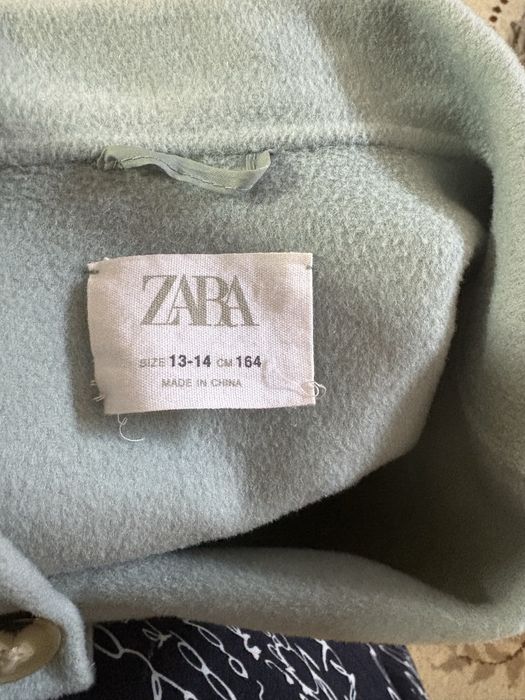 ZARA
SIZE 13-14 CM 164
MADE IN CHINA